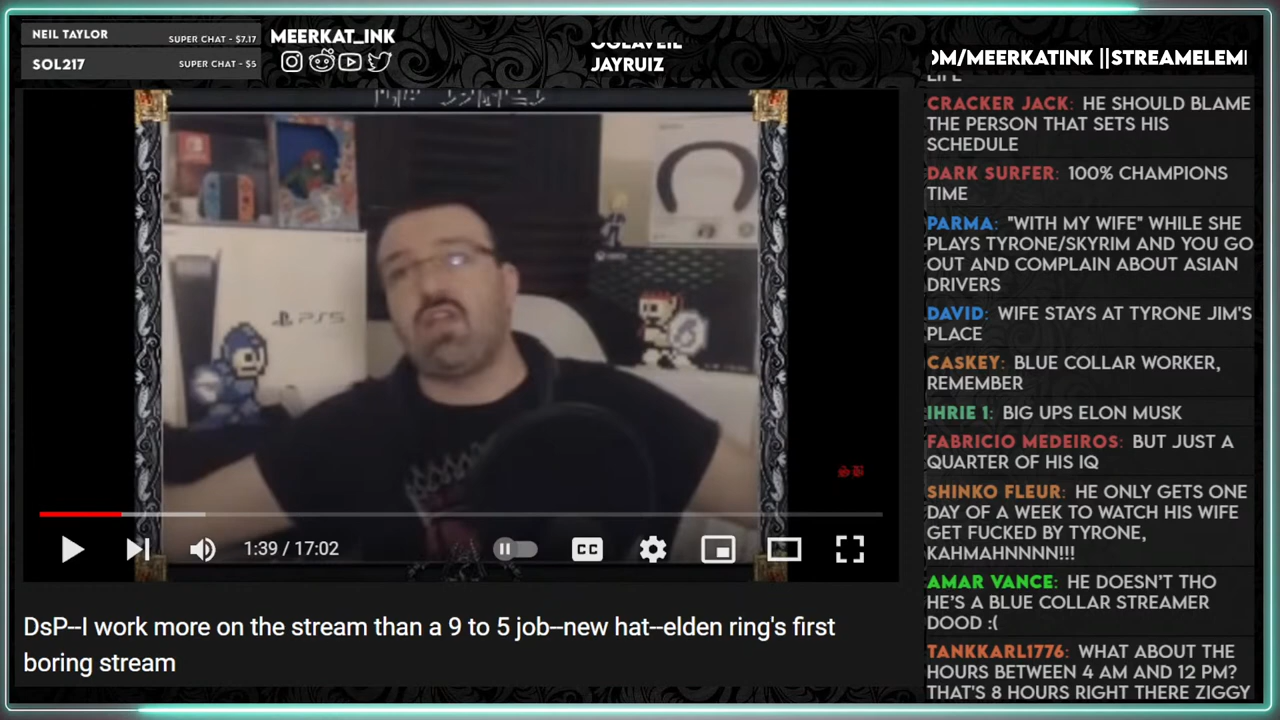 NEIL TAYLOR
SUPER CHAT - $7.17
SOL217
SUPER CHAT - $5
MEERKAT_INK
JAYRUIZ
OM/MEERKATINK ||STREAMELEM
LIFE
CRACKER JACK: HE SHOULD BLAME
THE PERSON THAT SETS HIS
SCHEDULE
DARK SURFER: 100% CHAMPIONS
TIME
PARMA: "WITH MY WIFE" WHILE SHE
PLAYS TYRONE/SKYRIM AND YOU GO
OUT AND COMPLAIN ABOUT ASIAN
DRIVERS
DAVID: WIFE STAYS AT TYRONE JIM'S
PLACE
CASKEY: BLUE COLLAR WORKER,
REMEMBER
IHRIE 1: BIG UPS ELON MUSK
FABRICIO MEDEIROS: BUT JUST A
QUARTER OF HIS IQ
SHINKO FLEUR: HE ONLY GETS ONE
DAY OF A WEEK TO WATCH HIS WIFE
GET FUCKED BY TYRONE,
KAHMAHNNNN!!!
AMAR VANCE: HE DOESN'T THO
HE'S A BLUE COLLAR STREAMER
DOOD :(
TANKKARL1776: WHAT ABOUT THE
HOURS BETWEEN 4 AM AND 12 PM?
THAT'S 8 HOURS RIGHT THERE ZIGGY
PS5
1:39 / 17:02
CC
DsP--I work more on the stream than a 9 to 5 job--new hat--elden ring's first
boring stream